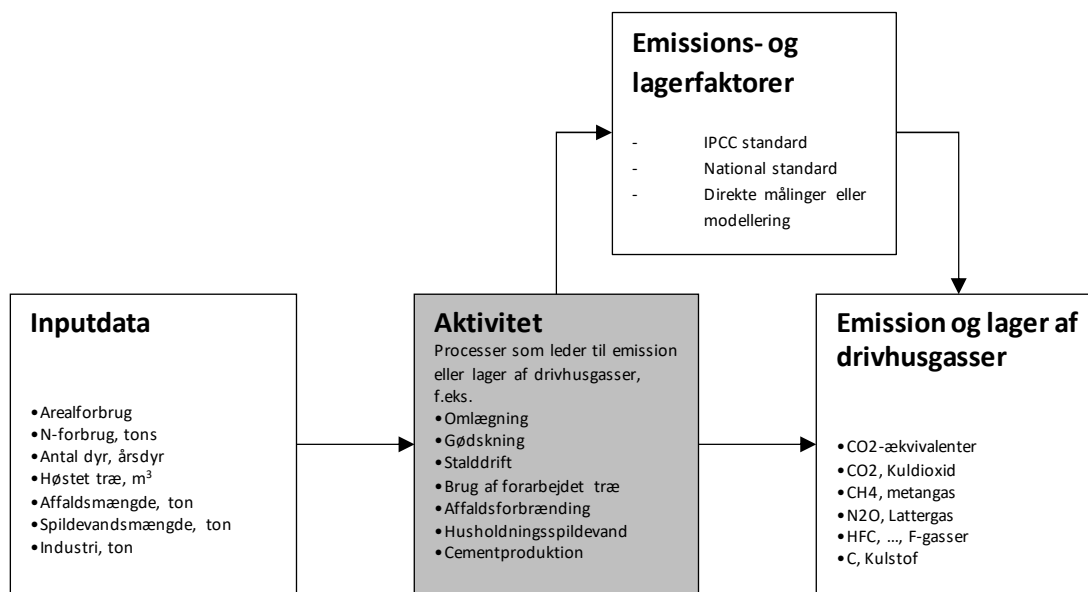 Emissions- og
lagerfaktorer
- IPCC standard
- National standard
- Direkte målinger eller
modellering
Inputdata
•Arealforbrug
•N-forbrug, tons
•Antal dyr, årsdyr
•Høstet træ, m³
•Affaldsmængde, ton
•Spildevandsmængde, ton
•Industri, ton
Aktivitet
Processer som leder til emission
eller lager af drivhusgasser,
f.eks.
•Omlægning
•Gødskning
•Stalddrift
•Brug af forarbejdet træ
•Affaldsforbrænding
•Husholdningsspildevand
•Cementproduktion
Emission og lager af
drivhusgasser
•CO2-ækvivalenter
•CO2, Kuldioxid
•CH4, metangas
•N2O, Lattergas
•HFC, ..., F-gasser
•C, Kulstof